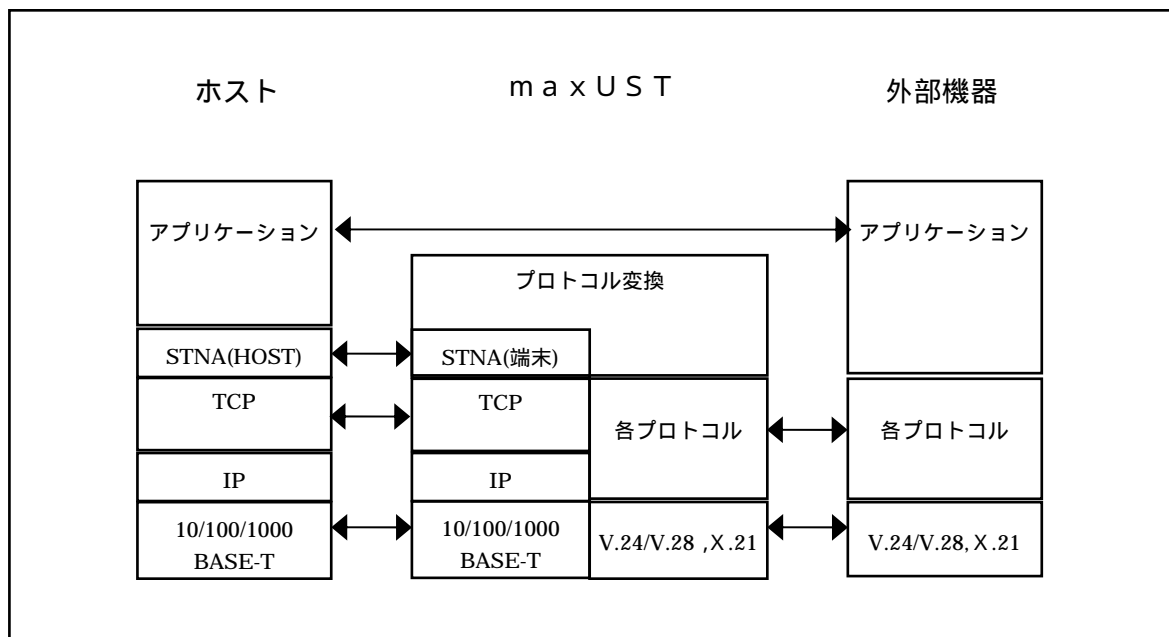 ホスト
ｍａｘＵＳＴ
外部機器
アプリケーション
アプリケーション
プロトコル変換
STNA(HOST)
STNA(端末)
TCP
TCP
各プロトコル
各プロトコル
IP
IP
10/100/1000
BASE-T
10/100/1000
BASE-T
V.24/V.28 ,Ｘ.21
V.24/V.28,Ｘ.21